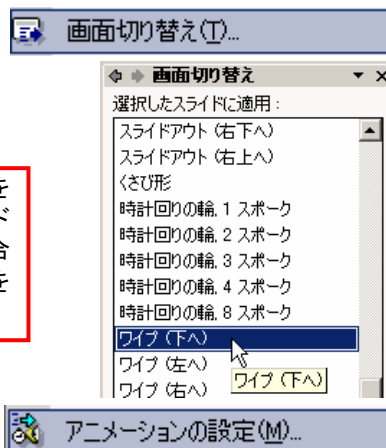 画面切り替え(T)...
画面切り替え
選択したスライドに適用:
スライドアウト (右下へ)
スライドアウト (右上へ)
くさび形
時計回りの輪, 1 スポーク
時計回りの輪, 2 スポーク
時計回りの輪, 3 スポーク
時計回りの輪, 4 スポーク
時計回りの輪, 8 スポーク
ワイプ (下へ)
ワイプ (左へ)
ワイプ (右へ)
ワイプ (下へ)
を
ド
合
を
アニメーションの設定(M)...